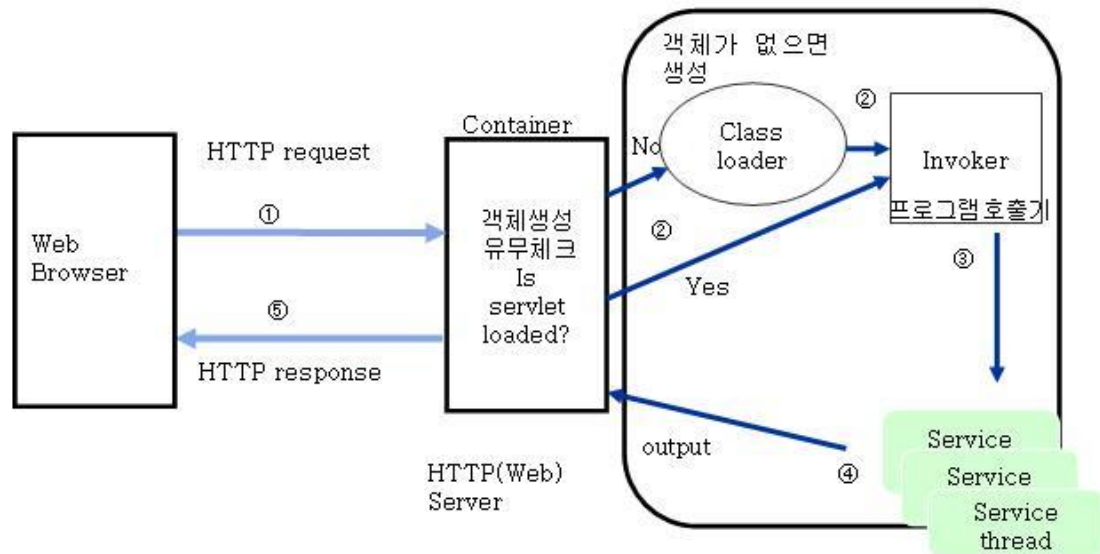 객체가 없으면
생성
②
Container
Class
loader
No
Invoker
프로그램호출기
HTTP request
①
객체생성
유무체크
Is
servlet
loaded?
②
③
Web
Browser
Yes
⑤
HTTP response
output
④
HTTP(Web)
Server
Service
Service
Service
thread